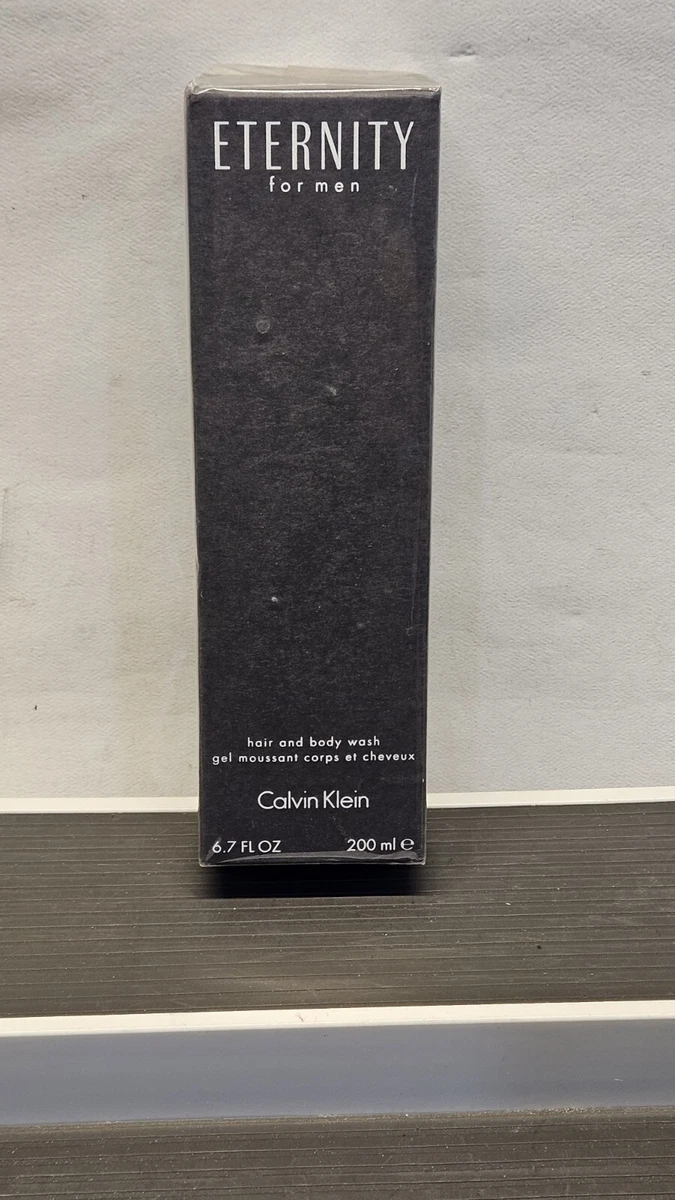 ETERNITY
for men
hair and body wash
gel moussant corps et cheveux
Calvin Klein
6.7 FL OZ 200 ml ℮